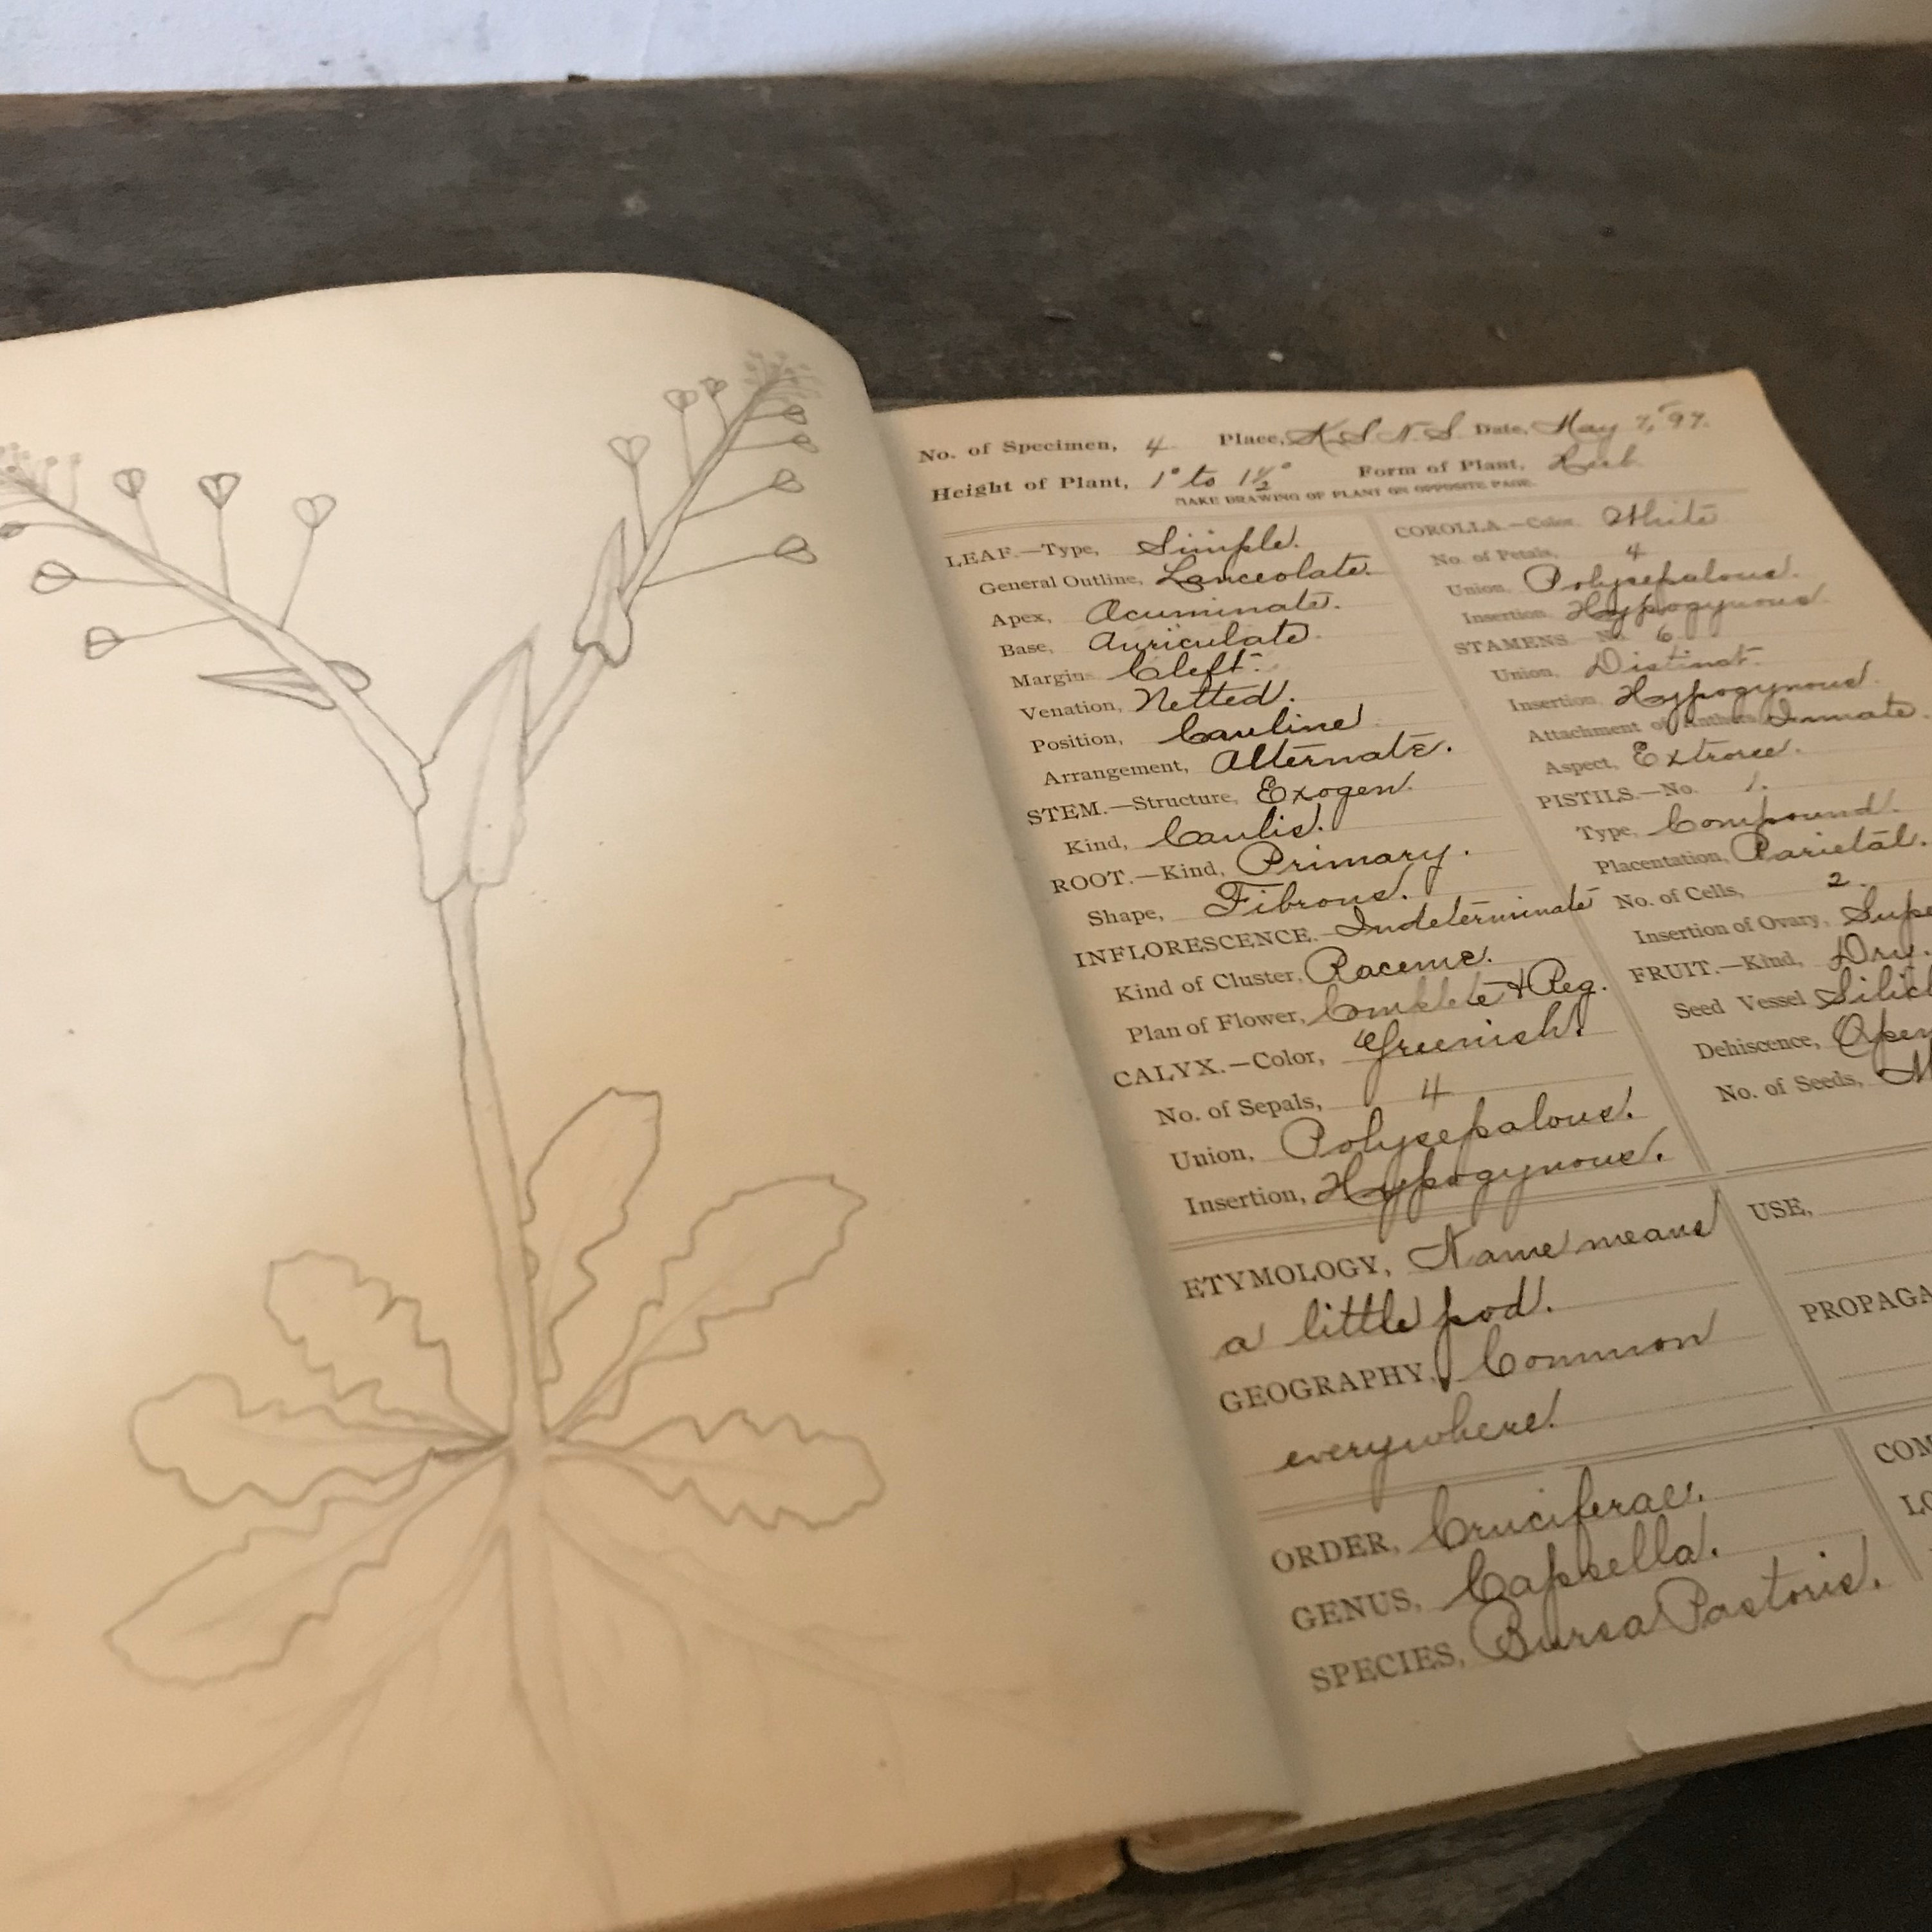 No. of Specimen, 4 Place, K.S.N.S. Date, May 7, '97.
Height of Plant, 1° to 1½° Form of Plant, Herb
MAKE DRAWING OF PLANT ON OPPOSITE PAGE.
LEAF.—Type, Simple.
General Outline, Lanceolate.
Apex, Acuminate.
Base, Auriculate.
Margin, Cleft.
Venation, Netted.
Position, Cauline
Arrangement, Alternate.
STEM.—Structure, Exogen.
Kind, Caulis.
ROOT.—Kind, Primary.
Shape, Fibrous.
INFLORESCENCE.—Indeterminate
Kind of Cluster, Raceme.
Plan of Flower, Complete + Reg.
CALYX.—Color, Greenish.
No. of Sepals, 4
Union, Polysepalous.
Insertion, Hypogynous.
COROLLA.—Color, White
No. of Petals, 4
Union, Polysepalous.
Insertion, Hypogynous.
STAMENS—No. 6
Union, Distinct.
Insertion, Hypogynous.
Attachment of Anthers, Innate.
Aspect, Extrorse.
PISTILS.—No. 1.
Type, Compound.
Placentation, Parietal.
No. of Cells, 2.
Insertion of Ovary, Supe
FRUIT.—Kind, Dry.
Seed Vessel, Silicl
Dehiscence, Open
No. of Seeds, M
ETYMOLOGY, Name means
a little pod.
GEOGRAPHY, Common
everywhere.
USE,
PROPAGA
ORDER, Cruciferae.
GENUS, Capsella.
SPECIES, Bursa Pastoris.
COM
LO